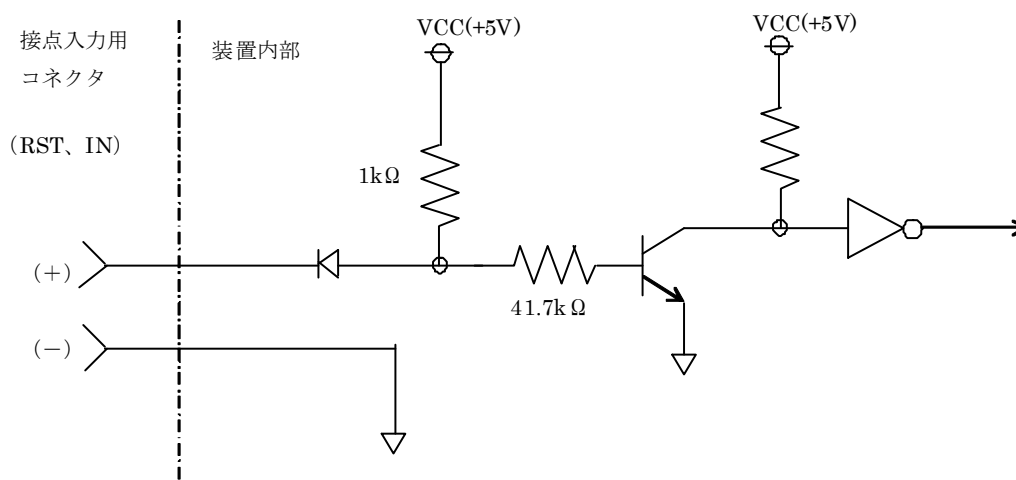 接点入力用
コネクタ
(RST、IN)
装置内部
VCC(+5V)
VCC(+5V)
1kΩ
41.7kΩ
(+)
(−)